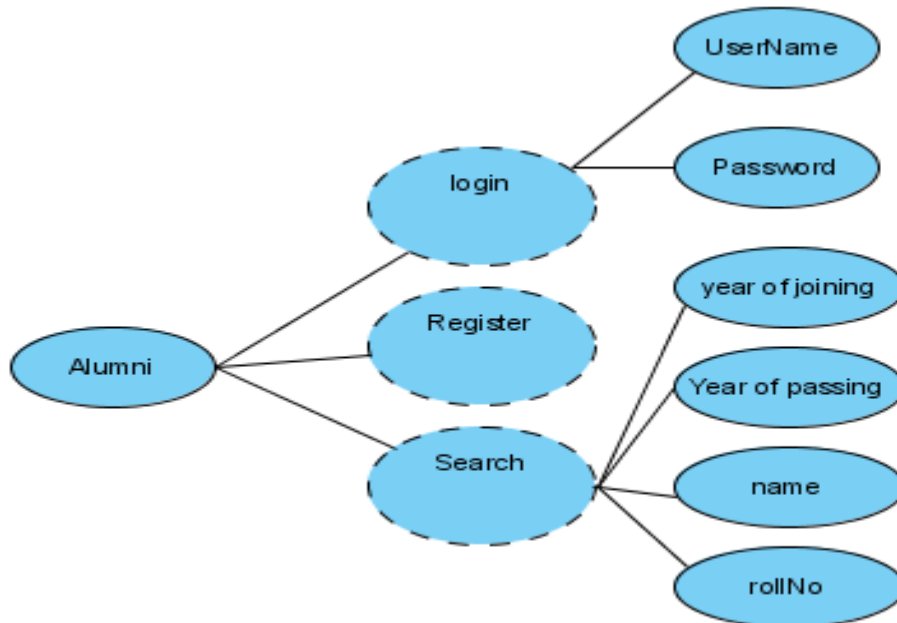 UserName
Password
login
year of joining
Register
Alumni
Year of passing
Search
name
rollNo